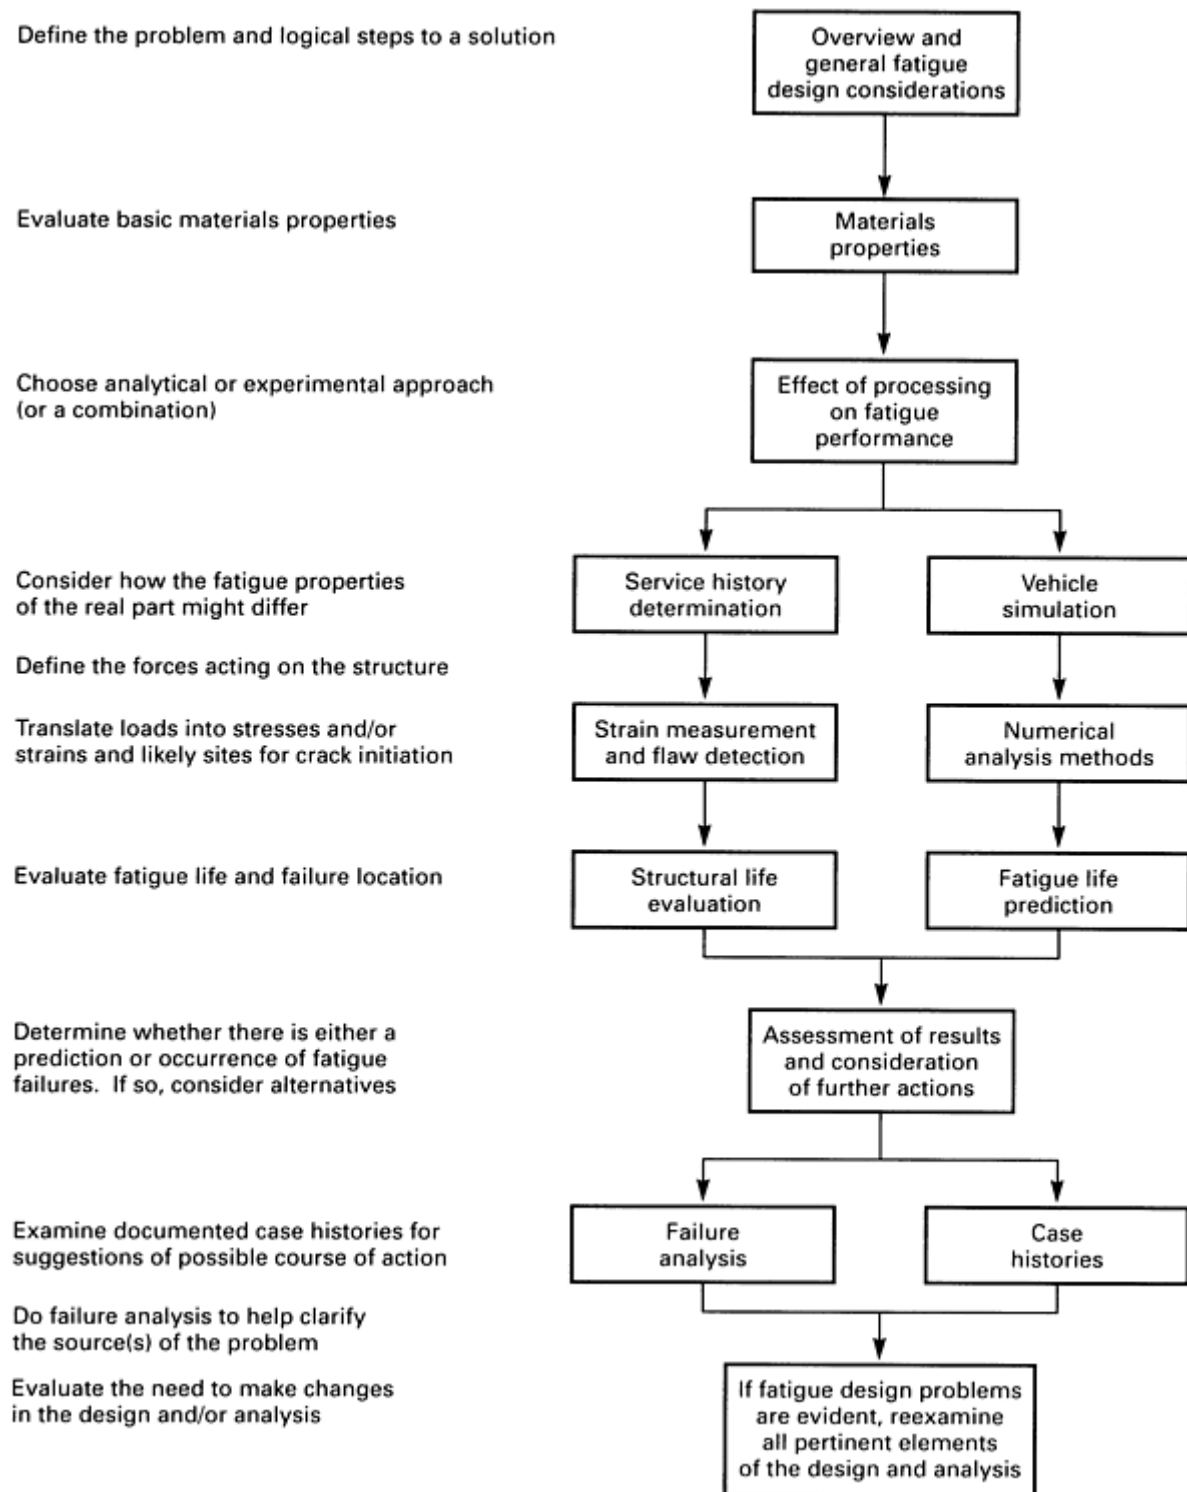 Define the problem and logical steps to a solution
Overview and
general fatigue
design considerations
Evaluate basic materials properties
Materials
properties
Choose analytical or experimental approach
(or a combination)
Effect of processing
on fatigue
performance
Consider how the fatigue properties
of the real part might differ
Service history
determination
Vehicle
simulation
Define the forces acting on the structure
Translate loads into stresses and/or
strains and likely sites for crack initiation
Strain measurement
and flaw detection
Numerical
analysis methods
Evaluate fatigue life and failure location
Structural life
evaluation
Fatigue life
prediction
Determine whether there is either a
prediction or occurrence of fatigue
failures. If so, consider alternatives
Assessment of results
and consideration
of further actions
Examine documented case histories for
suggestions of possible course of action
Failure
analysis
Case
histories
Do failure analysis to help clarify
the source(s) of the problem
Evaluate the need to make changes
in the design and/or analysis
If fatigue design problems
are evident, reexamine
all pertinent elements
of the design and analysis